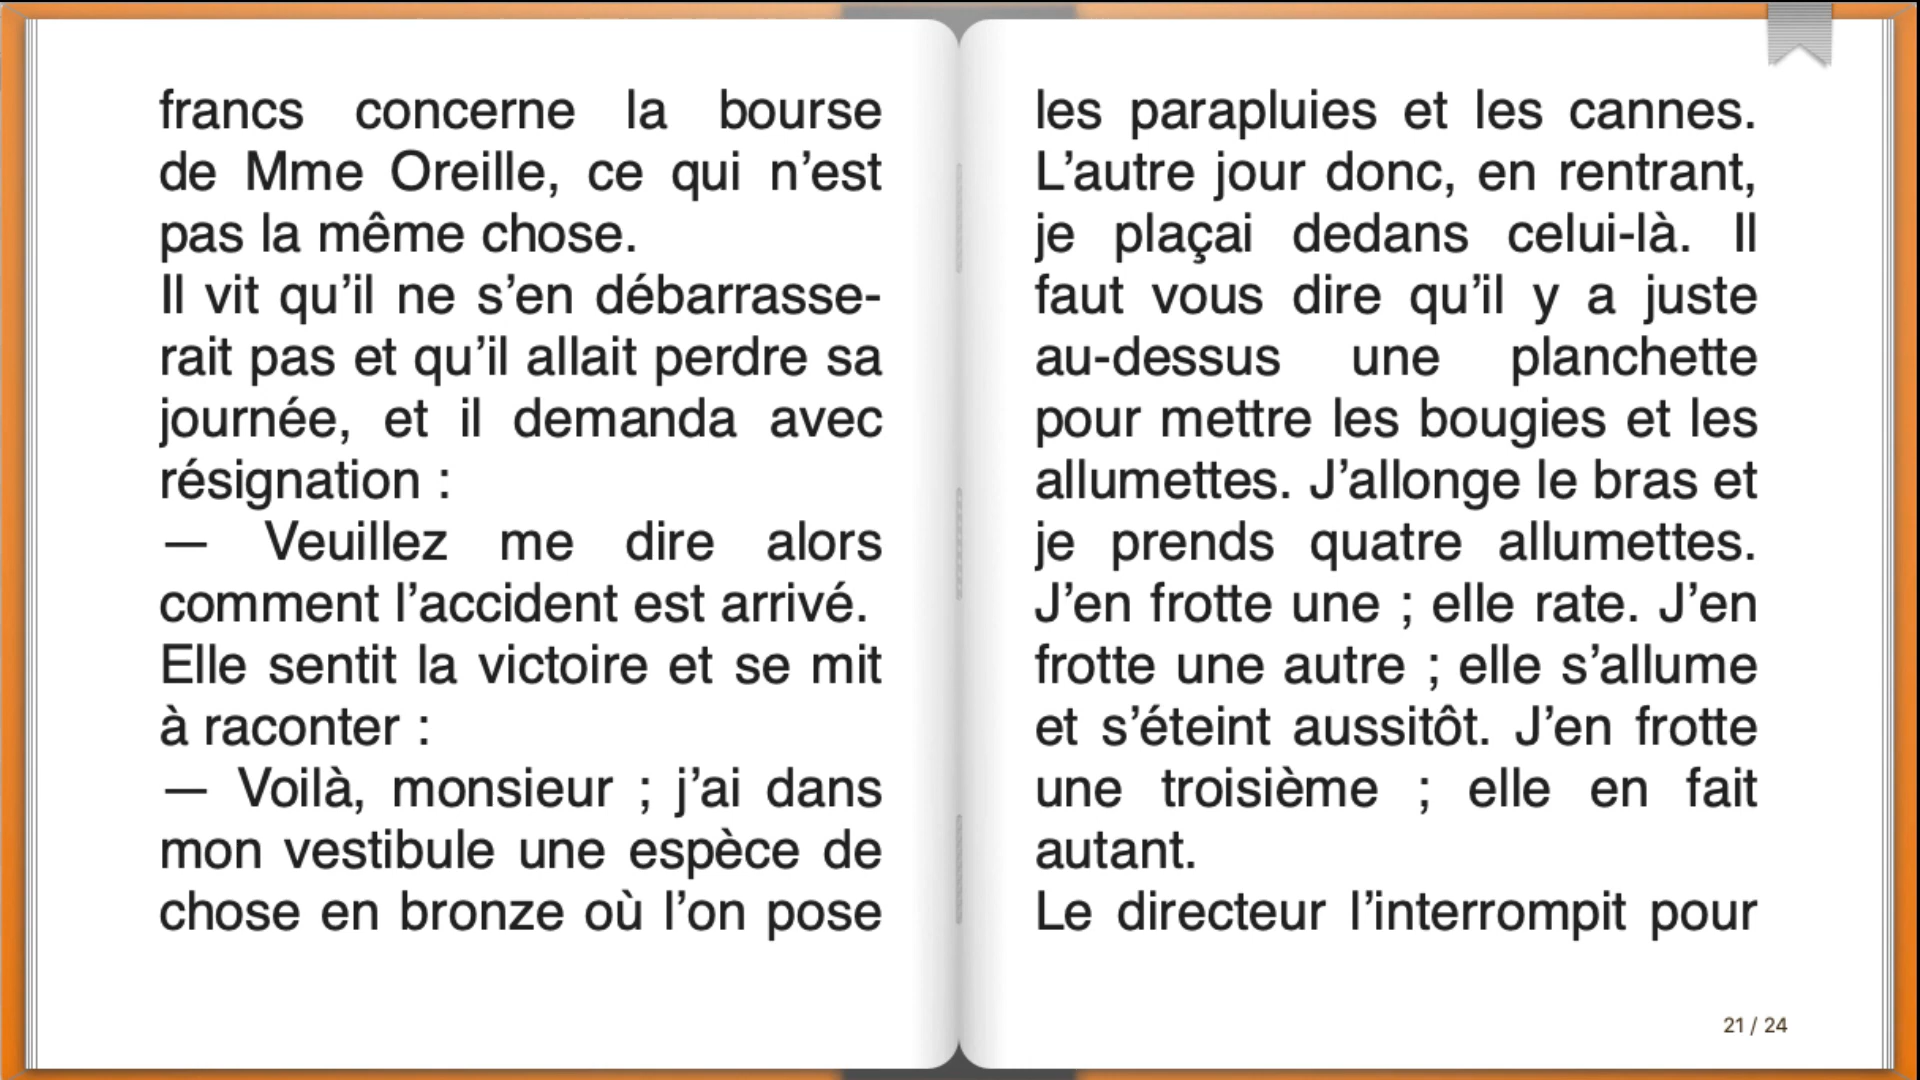 francs concerne la bourse
de Mme Oreille, ce qui n’est
pas la même chose.
Il vit qu’il ne s’en débarrasse-
rait pas et qu’il allait perdre sa
journée, et il demanda avec
résignation :
— Veuillez me dire alors
comment l’accident est arrivé.
Elle sentit la victoire et se mit
à raconter :
— Voilà, monsieur ; j’ai dans
mon vestibule une espèce de
chose en bronze où l’on pose
les parapluies et les cannes.
L’autre jour donc, en rentrant,
je plaçai dedans celui-là. Il
faut vous dire qu’il y a juste
au-dessus une planchette
pour mettre les bougies et les
allumettes. J’allonge le bras et
je prends quatre allumettes.
J’en frotte une ; elle rate. J’en
frotte une autre ; elle s’allume
et s’éteint aussitôt. J’en frotte
une troisième ; elle en fait
autant.
Le directeur l’interrompit pour
21 / 24